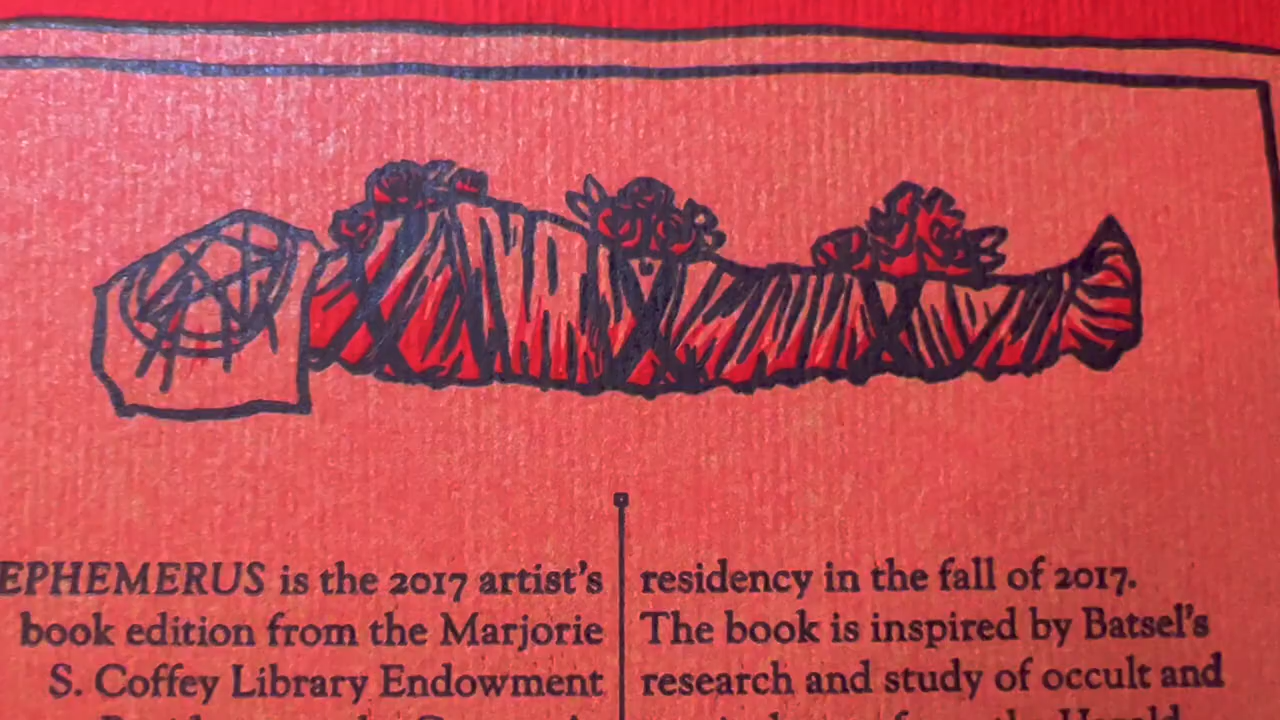 EPHEMERUS is the 2017 artist's
book edition from the Marjorie
S. Coffey Library Endowment
residency in the fall of 2017.
The book is inspired by Batsel's
research and study of occult and